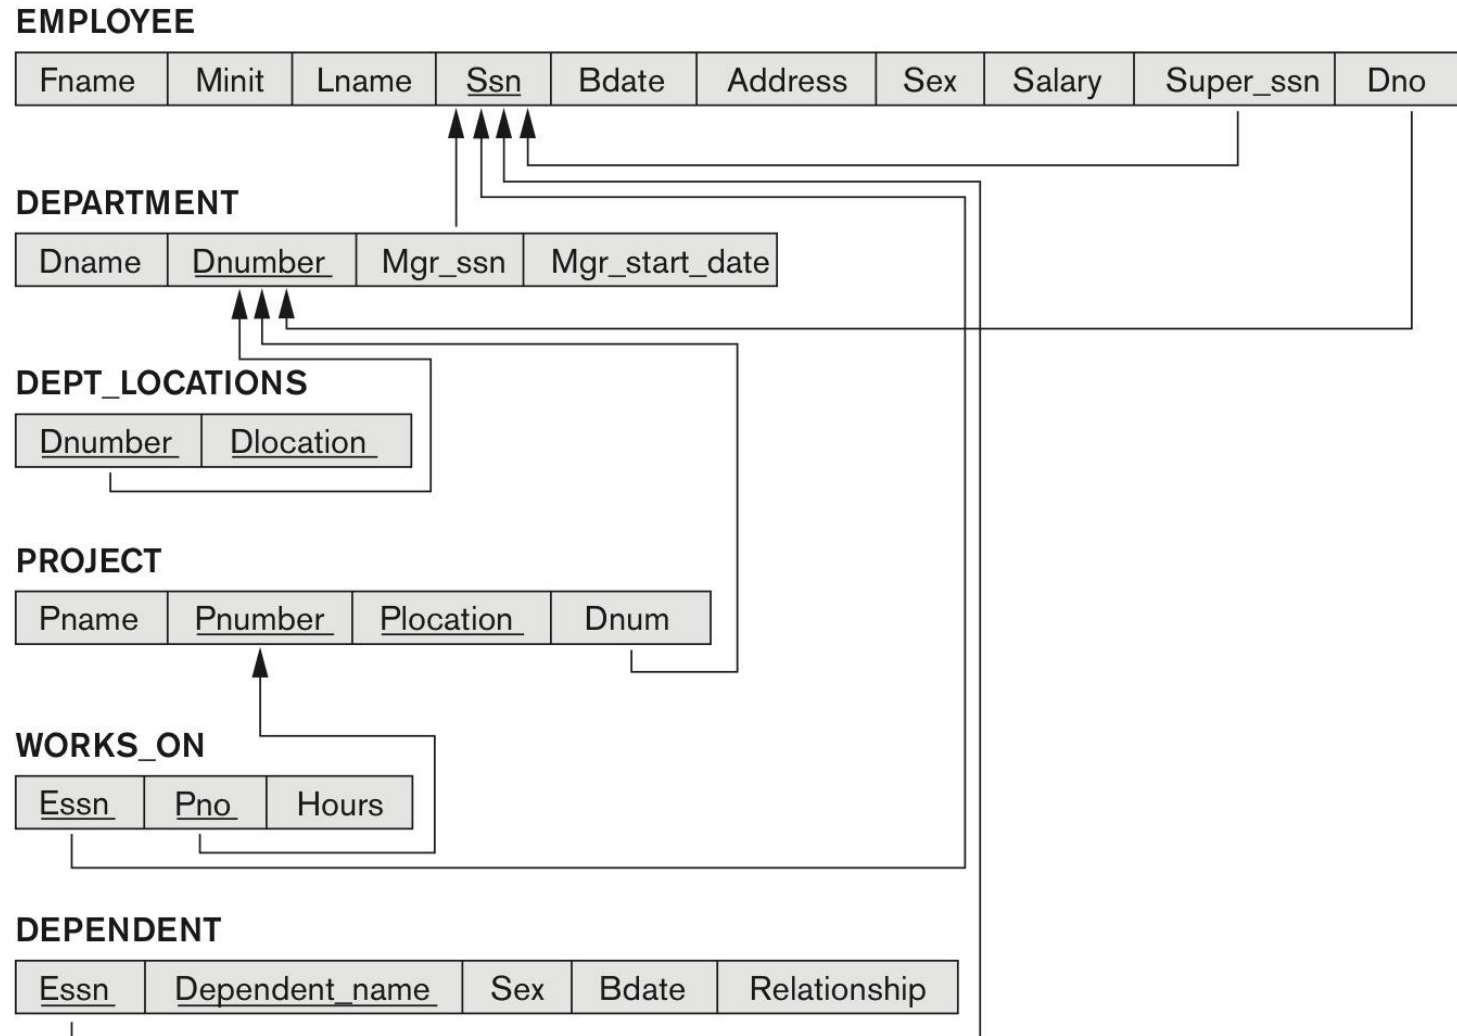 EMPLOYEE
Fname Minit Lname Ssn Bdate Address Sex Salary Super_ssn Dno
DEPARTMENT
Dname Dnumber Mgr_ssn Mgr_start_date
DEPT_LOCATIONS
Dnumber Dlocation
PROJECT
Pname Pnumber Plocation Dnum
WORKS_ON
Essn Pno Hours
DEPENDENT
Essn Dependent_name Sex Bdate Relationship